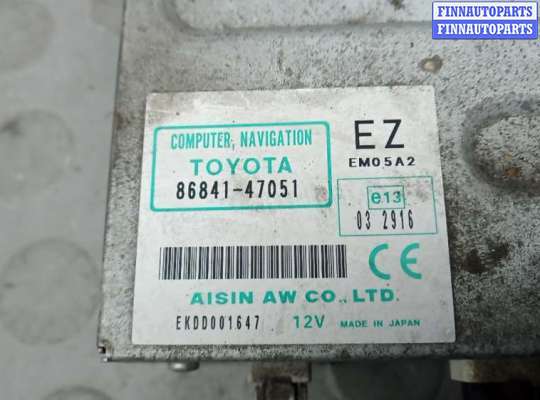 FINNAUTOPARTS
FINNAUTOPARTS
COMPUTER, NAVIGATION
TOYOTA
86841-47051
EZ
EM05A2
e13
03 2916
CE
AISIN AW CO., LTD.
EKDD001647 12V MADE IN JAPAN